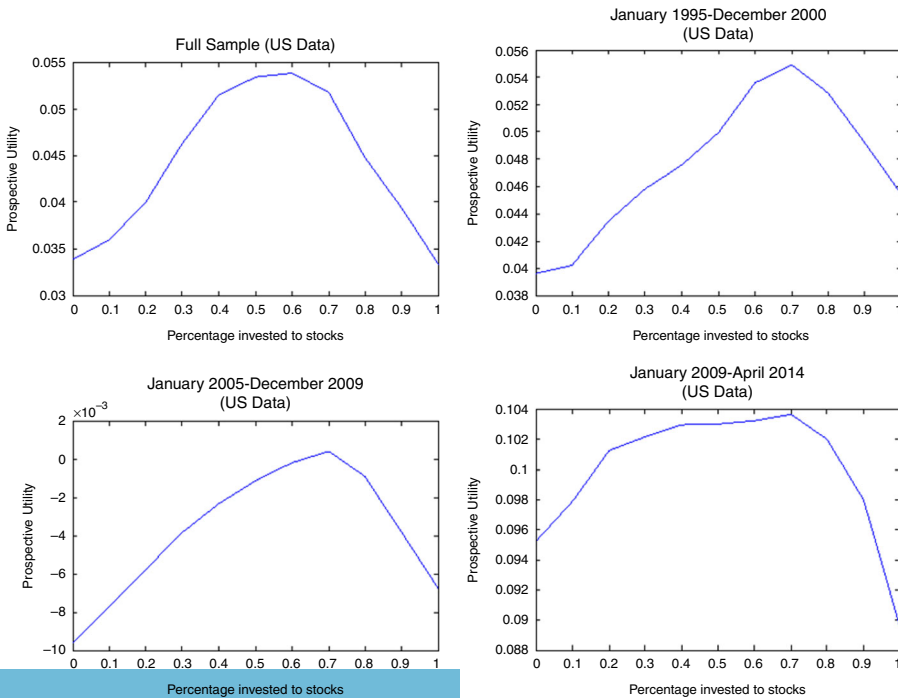 Full Sample (US Data)
0.055
0.05
0.045
0.04
0.035
0.03
Prospective Utility
0 0.1 0.2 0.3 0.4 0.5 0.6 0.7 0.8 0.9 1
Percentage invested to stocks
January 1995-December 2000
(US Data)
0.056
0.054
0.052
0.05
0.048
0.046
0.044
0.042
0.04
0.038
Prospective Utility
0 0.1 0.2 0.3 0.4 0.5 0.6 0.7 0.8 0.9 1
Percentage invested to stocks
January 2005-December 2009
(US Data)
×10⁻³
2
0
−2
−4
−6
−8
−10
Prospective Utility
0 0.1 0.2 0.3 0.4 0.5 0.6 0.7 0.8 0.9 1
Percentage invested to stocks
January 2009-April 2014
(US Data)
0.104
0.102
0.1
0.098
0.096
0.094
0.092
0.09
0.088
Prospective Utility
0 0.1 0.2 0.3 0.4 0.5 0.6 0.7 0.8 0.9 1
Percentage invested to stocks